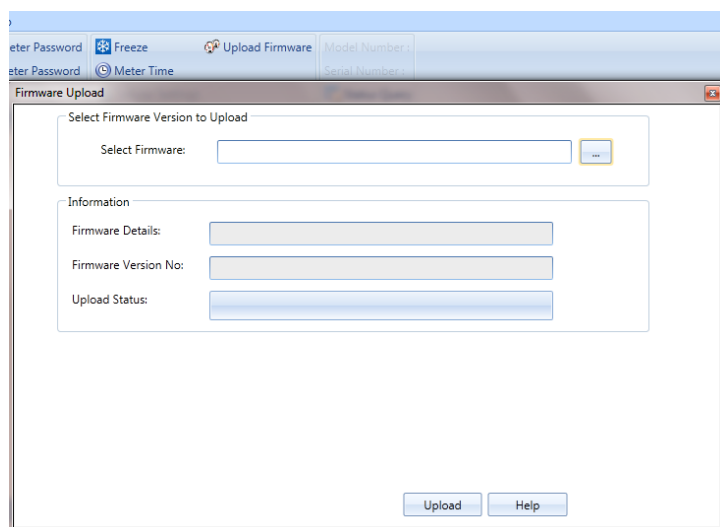 eter Password Freeze Upload Firmware Model Number :
eter Password Meter Time Serial Number :
Firmware Upload
Select Firmware Version to Upload
Select Firmware: ...
Information
Firmware Details:
Firmware Version No:
Upload Status:
Upload Help